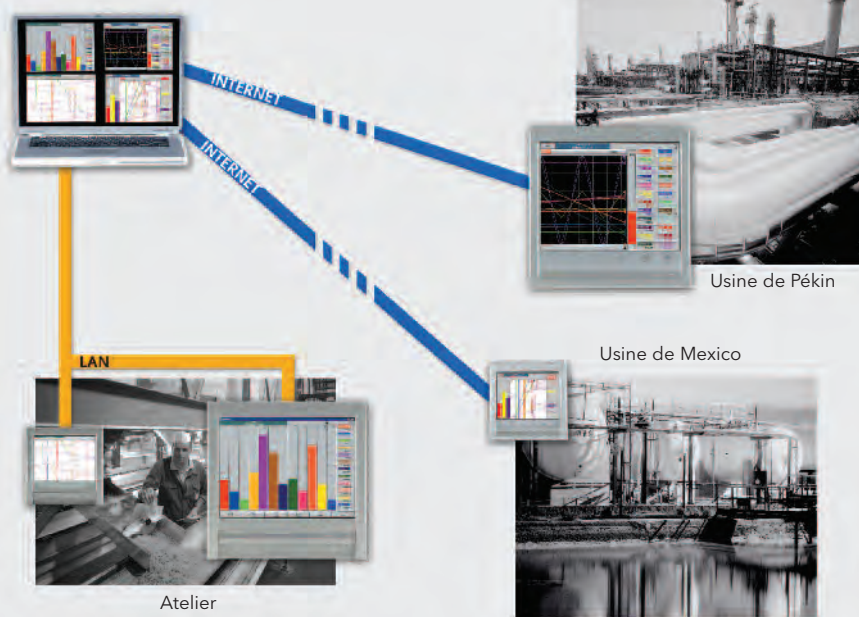 INTERNET
INTERNET
Usine de Pékin
Usine de Mexico
LAN
Atelier